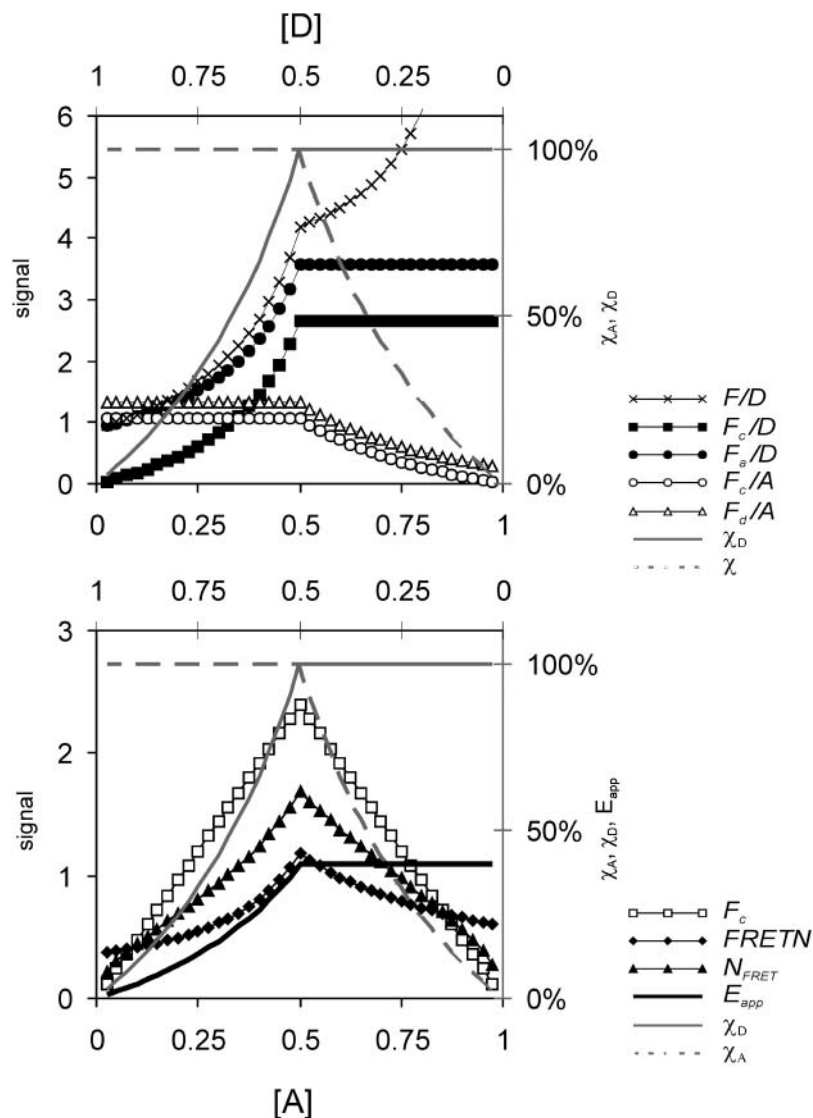 [D]
1 0.75 0.5 0.25 0
6
5
4
3
2
1
0
signal
100%
50%
0%
χA, χD
0 0.25 0.5 0.75 1
F/D
Fc/D
Fa/D
Fc/A
Fd/A
χD
χ
1 0.75 0.5 0.25 0
3
2
1
0
signal
100%
50%
0%
χA, χD, Eapp
0 0.25 0.5 0.75 1
[A]
Fc
FRETN
NFRET
Eapp
χD
χA